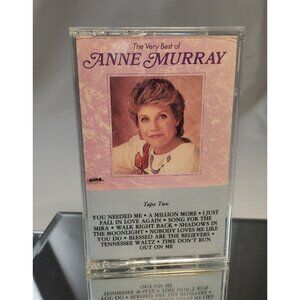 The Very Best of
ANNE MURRAY
Tape Two
YOU NEEDED ME • A MILLION MORE • I JUST
FALL IN LOVE AGAIN • SONG FOR THE
MIRA • WALK RIGHT BACK • SHADOWS IN
THE MOONLIGHT • NOBODY LOVES ME LIKE
YOU DO • BLESSED ARE THE BELIEVERS •
TENNESSEE WALTZ • TIME DON'T RUN
OUT ON ME